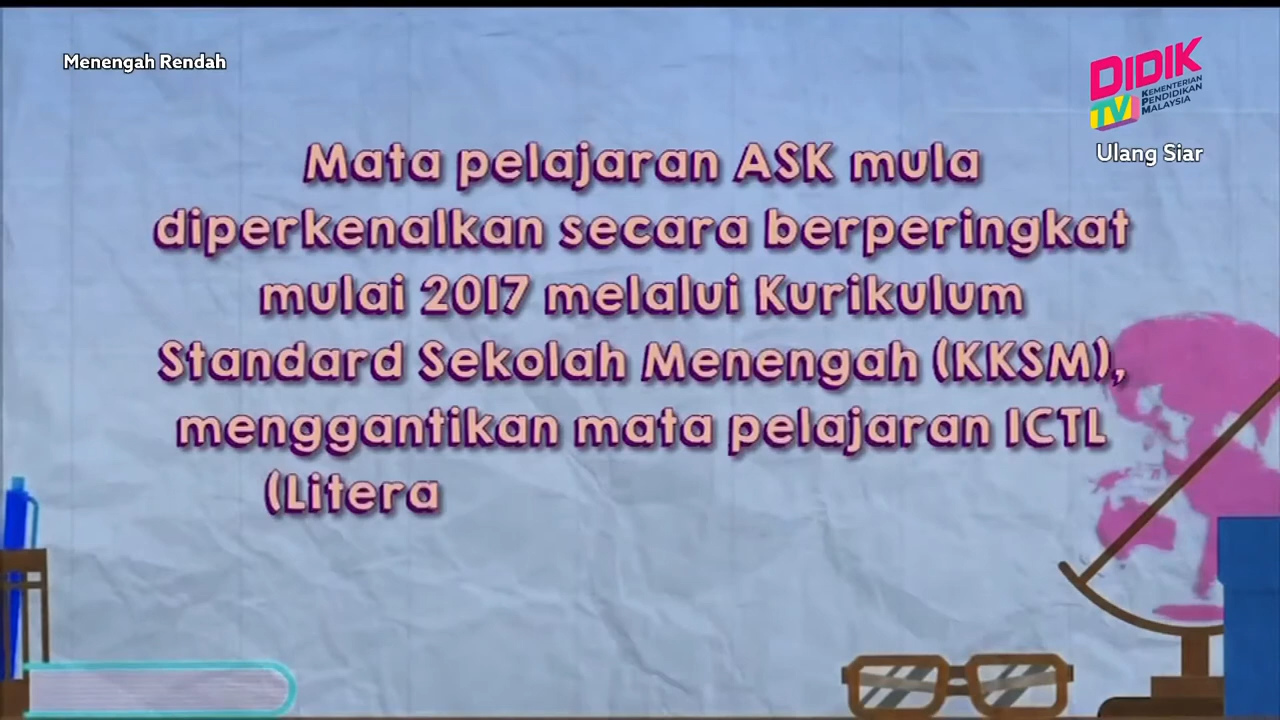 Menengah Rendah
DIDIK
TV
KEMENTERIAN
PENDIDIKAN
MALAYSIA
Ulang Siar
Mata pelajaran ASK mula
diperkenalkan secara berperingkat
mulai 2017 melalui Kurikulum
Standard Sekolah Menengah (KKSM),
menggantikan mata pelajaran ICTL
(Litera